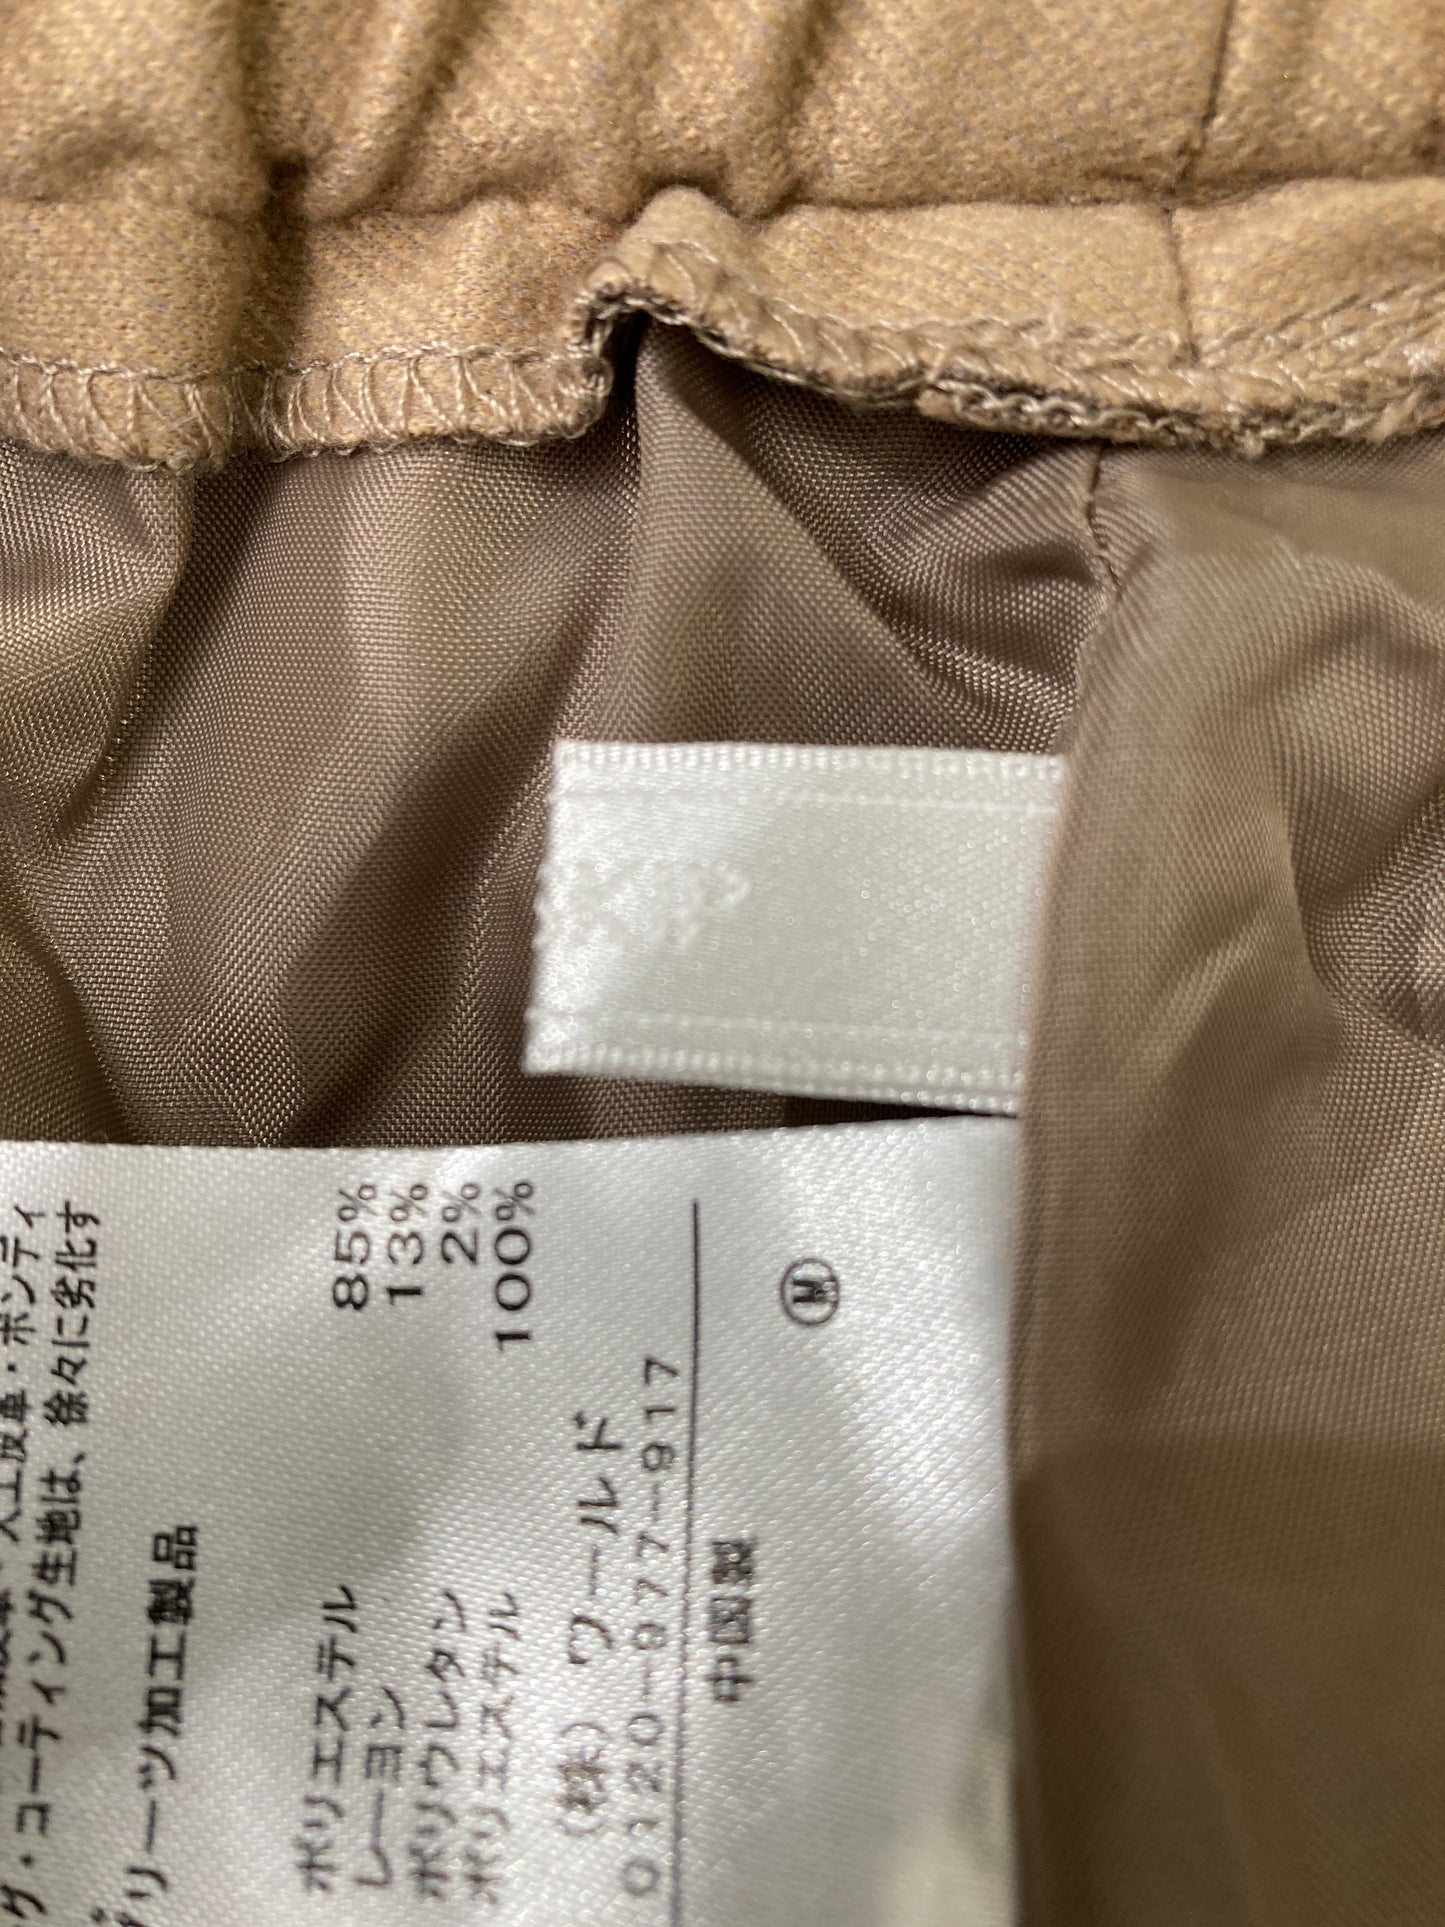 ング・コーティング生地は、徐々に劣化す
リーツ加工製品
ポリエステル 85%
レーヨン 13%
ポリウレタン 2%
ポリエステル 100%
(株) ワールド
0120-977-917
中国製
M